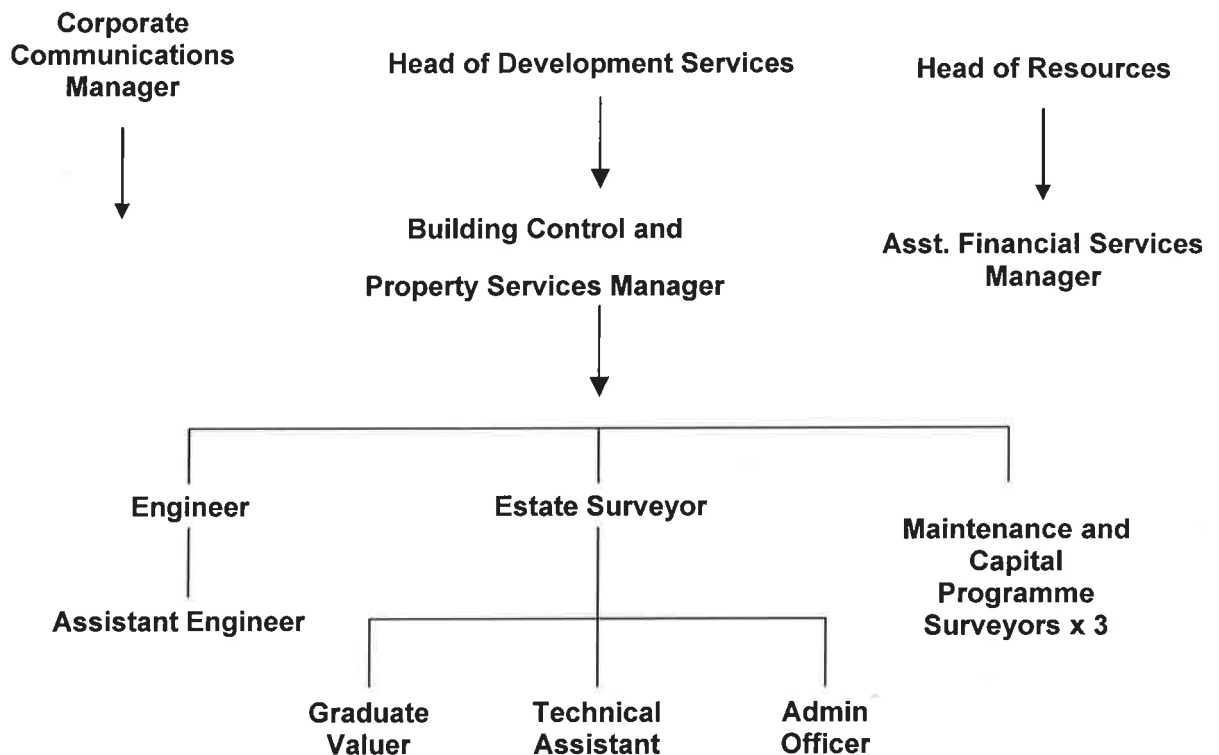 Corporate
Communications
Manager
Head of Development Services
Head of Resources
Building Control and
Property Services Manager
Asst. Financial Services
Manager
Engineer
Estate Surveyor
Maintenance and
Capital
Programme
Surveyors x 3
Assistant Engineer
Graduate
Valuer
Technical
Assistant
Admin
Officer